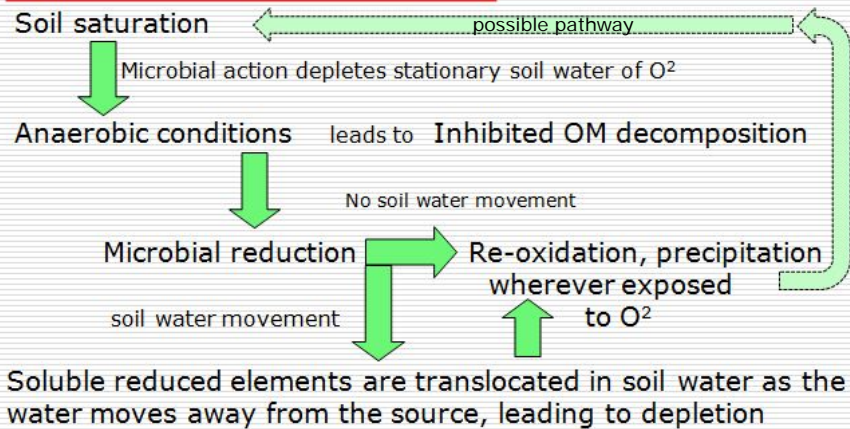 Soil saturation
possible pathway
Microbial action depletes stationary soil water of O²
Anaerobic conditions leads to Inhibited OM decomposition
No soil water movement
Microbial reduction
Re-oxidation, precipitation
wherever exposed
to O²
soil water movement
Soluble reduced elements are translocated in soil water as the
water moves away from the source, leading to depletion